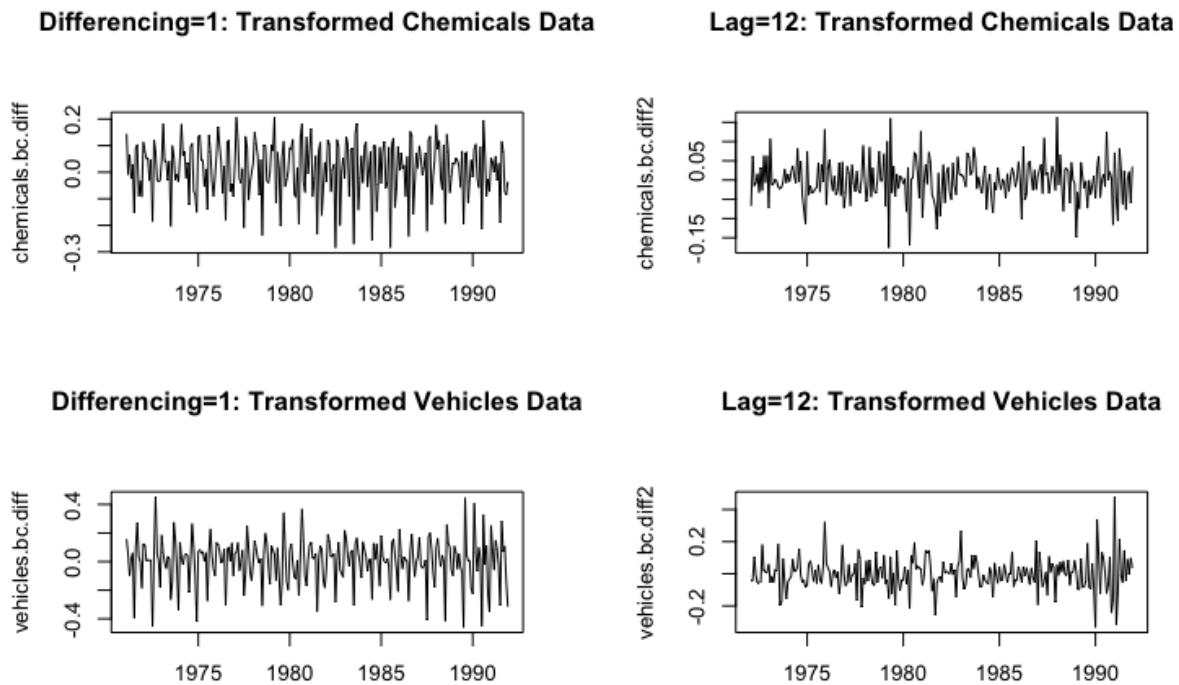 Differencing=1: Transformed Chemicals Data
chemicals.bc.diff
0.2
0.0
-0.3
1975 1980 1985 1990
Lag=12: Transformed Chemicals Data
chemicals.bc.diff2
0.05
-0.15
1975 1980 1985 1990
Differencing=1: Transformed Vehicles Data
vehicles.bc.diff
0.4
0.0
-0.4
1975 1980 1985 1990
Lag=12: Transformed Vehicles Data
vehicles.bc.diff2
0.2
-0.2
1975 1980 1985 1990